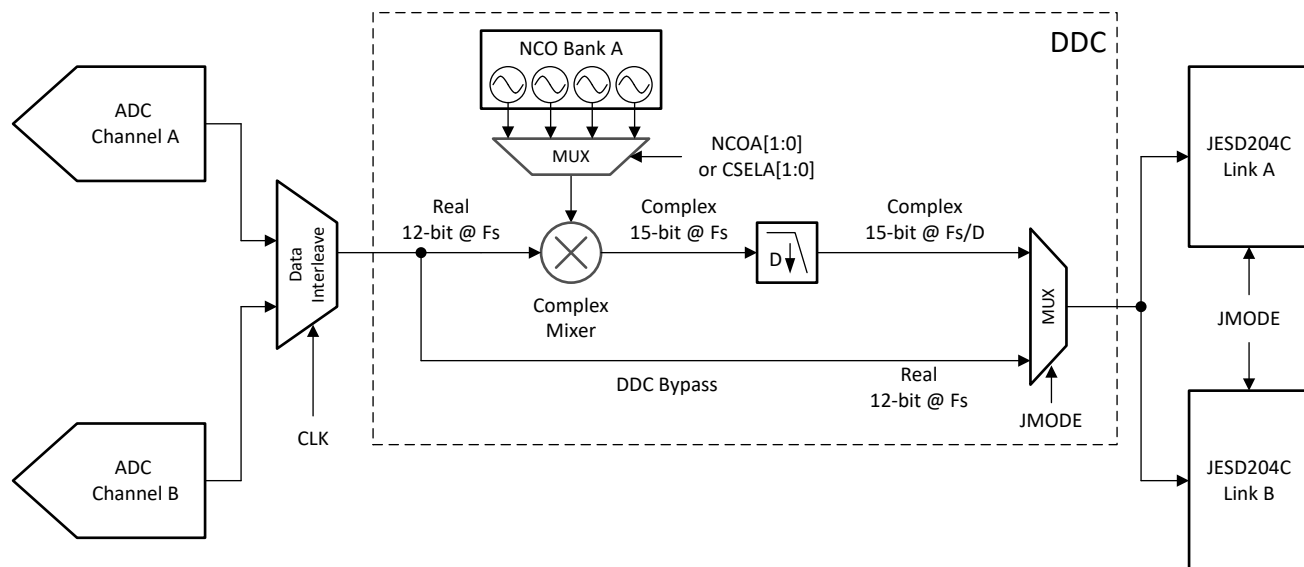 DDC
NCO Bank A
ADC
Channel A
MUX
NCOA[1:0]
or CSELA[1:0]
JESD204C
Link A
Real
12-bit @ Fs
Complex
15-bit @ Fs
Complex
15-bit @ Fs/D
Data
Interleave
D
MUX
Complex
Mixer
JMODE
DDC Bypass
Real
12-bit @ Fs
CLK
JMODE
ADC
Channel B
JESD204C
Link B